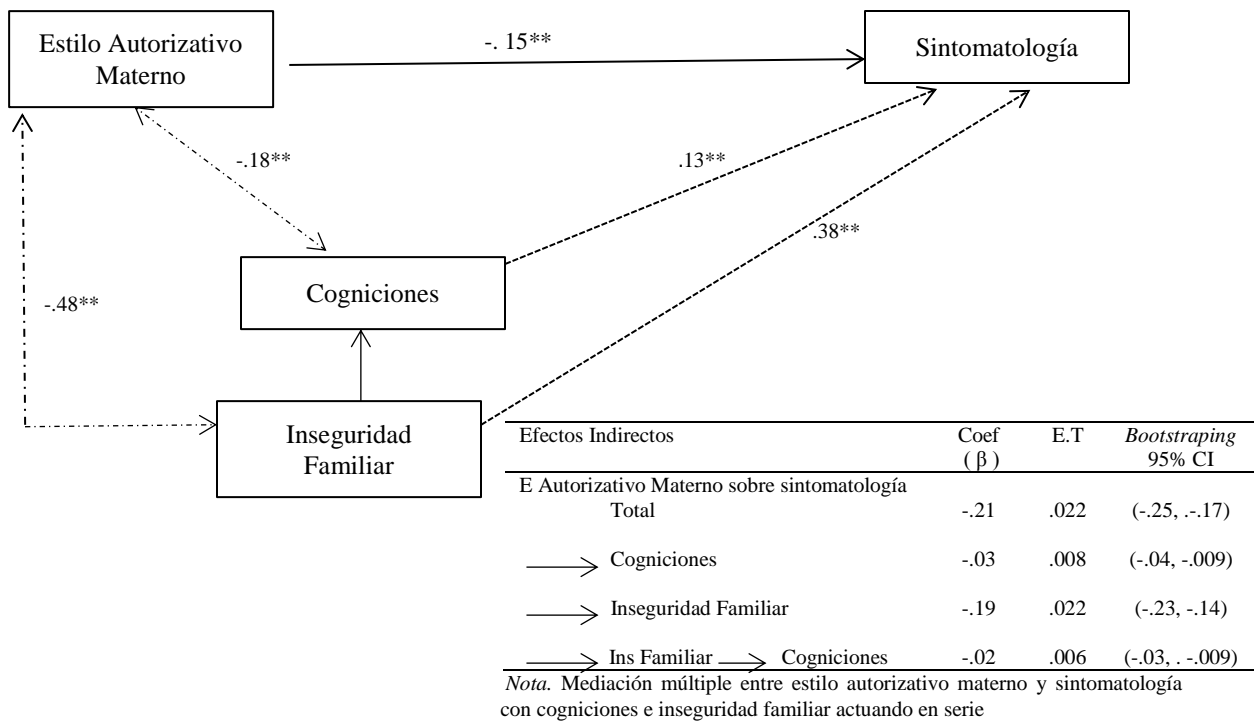 Estilo Autorizativo
Materno
-. 15**
Sintomatología
-.18**
.13**
.38**
Cogniciones
-.48**
Inseguridad
Familiar
Efectos Indirectos Coef E.T Bootstraping
( β ) 95% CI
E Autorizativo Materno sobre sintomatología
Total -.21 .022 (-.25, .-.17)
Cogniciones -.03 .008 (-.04, -.009)
Inseguridad Familiar -.19 .022 (-.23, -.14)
Ins Familiar Cogniciones -.02 .006 (-.03, . -.009)
Nota. Mediación múltiple entre estilo autorizativo materno y sintomatología
con cogniciones e inseguridad familiar actuando en serie